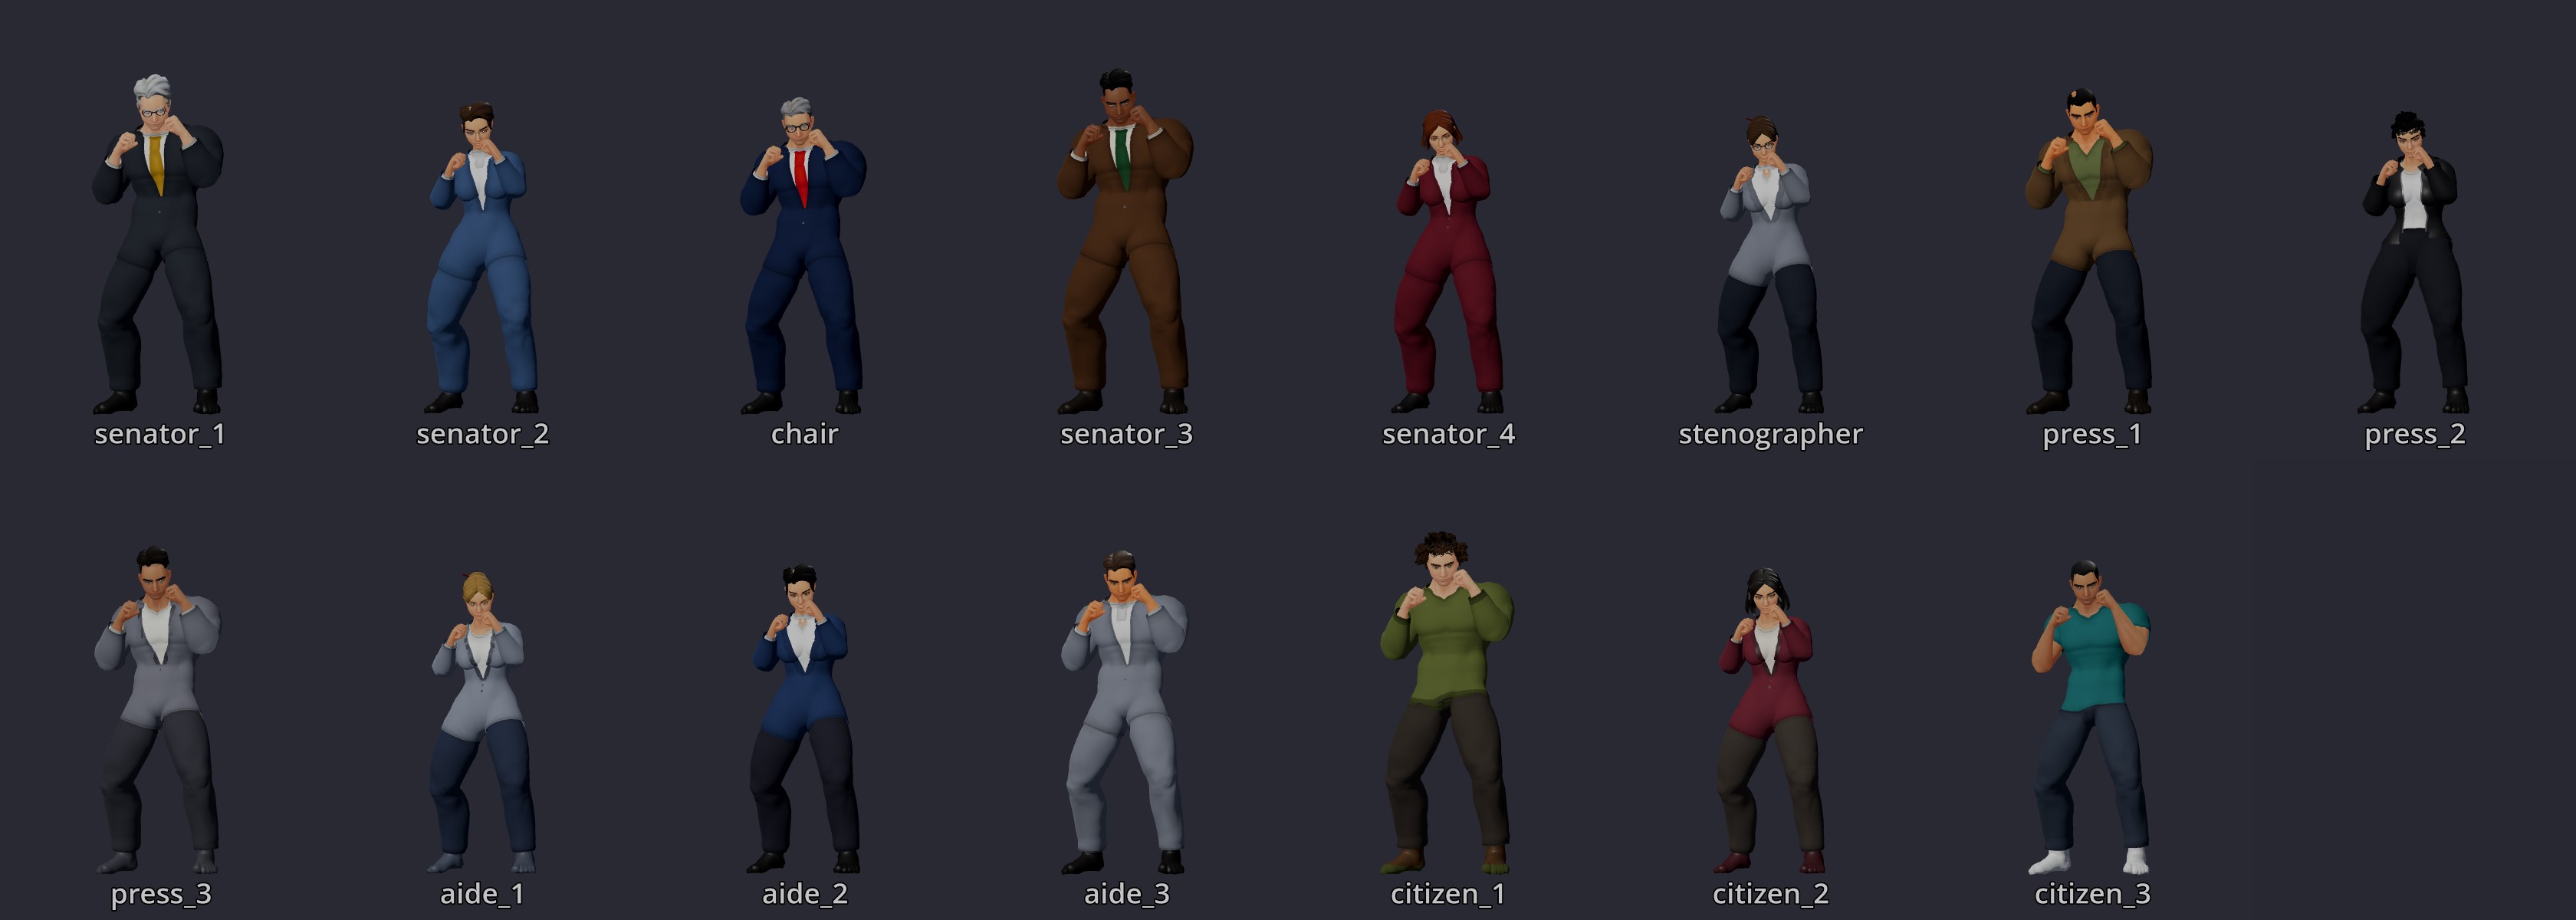 senator_1
senator_2
chair
senator_3
senator_4
stenographer
press_1
press_2
press_3
aide_1
aide_2
aide_3
citizen_1
citizen_2
citizen_3